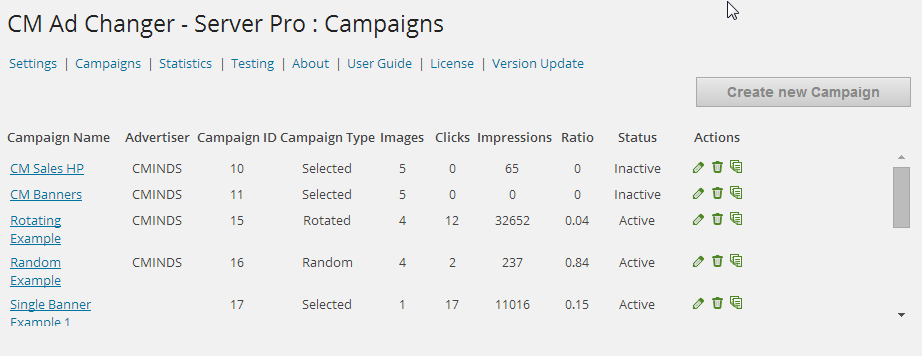 CM Ad Changer - Server Pro : Campaigns
Settings | Campaigns | Statistics | Testing | About | User Guide | License | Version Update
Create new Campaign
Campaign Name Advertiser Campaign ID Campaign Type Images Clicks Impressions Ratio Status Actions
CM Sales HP CMINDS 10 Selected 5 0 65 0 Inactive
CM Banners CMINDS 11 Selected 5 0 0 0 Inactive
Rotating CMINDS 15 Rotated 4 12 32652 0.04 Active
Example
Random CMINDS 16 Random 4 2 237 0.84 Active
Example
Single Banner 17 Selected 1 17 11016 0.15 Active
Example 1